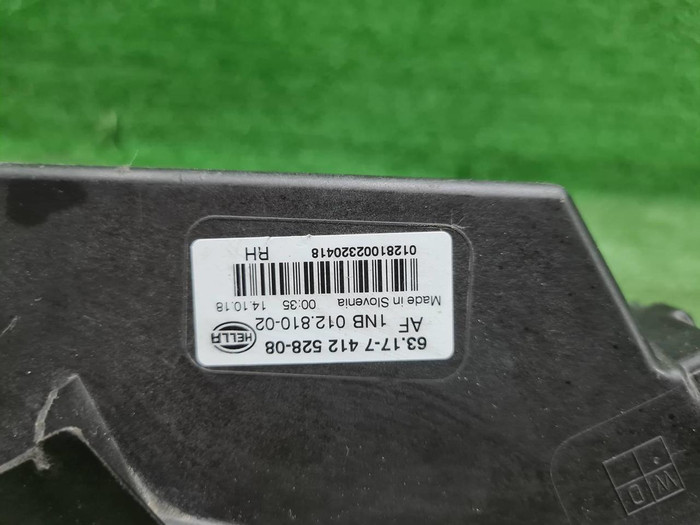 63.17-7 412 528-08
AF 1NB 012.810-02
HELLA
Made in Slovenia 00:35 14.10.18
01281002320418 RH